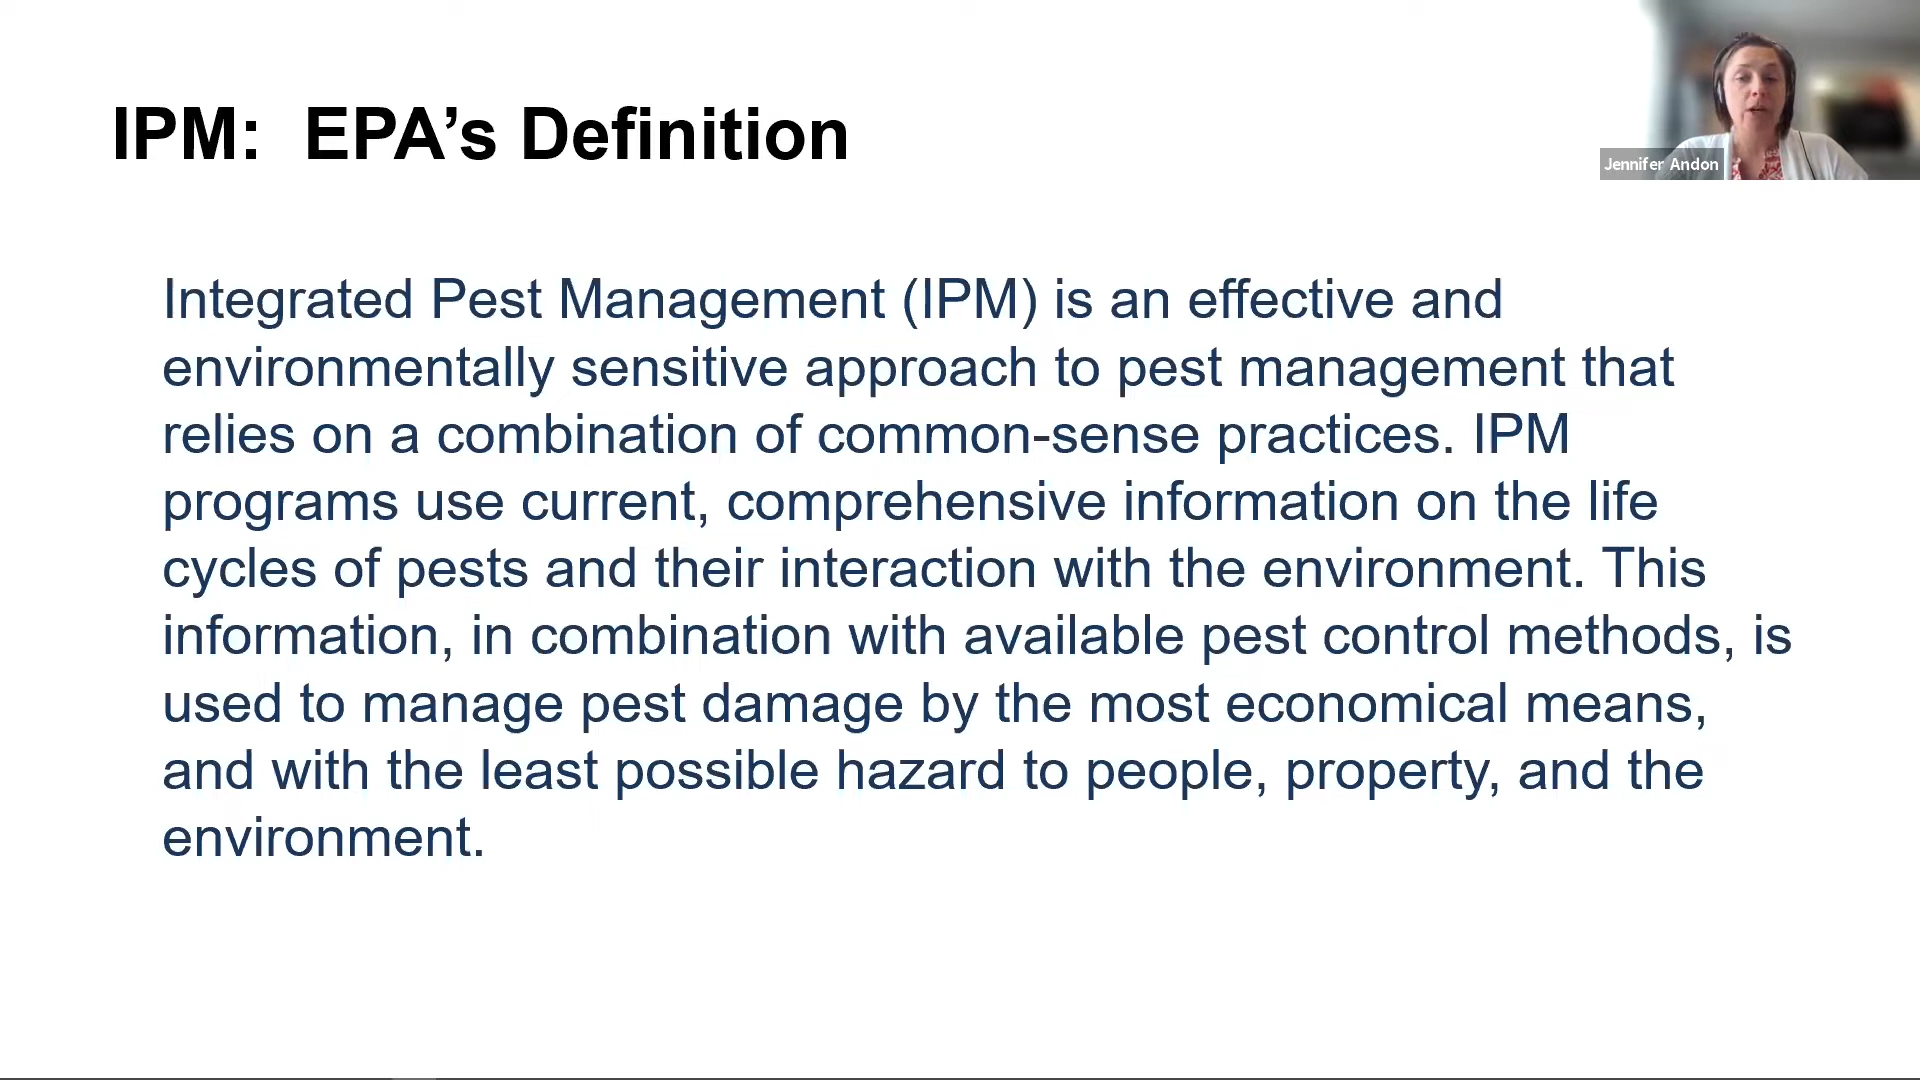 IPM:  EPA’s Definition
Jennifer Andon
Integrated Pest Management (IPM) is an effective and
environmentally sensitive approach to pest management that
relies on a combination of common-sense practices. IPM
programs use current, comprehensive information on the life
cycles of pests and their interaction with the environment. This
information, in combination with available pest control methods, is
used to manage pest damage by the most economical means,
and with the least possible hazard to people, property, and the
environment.